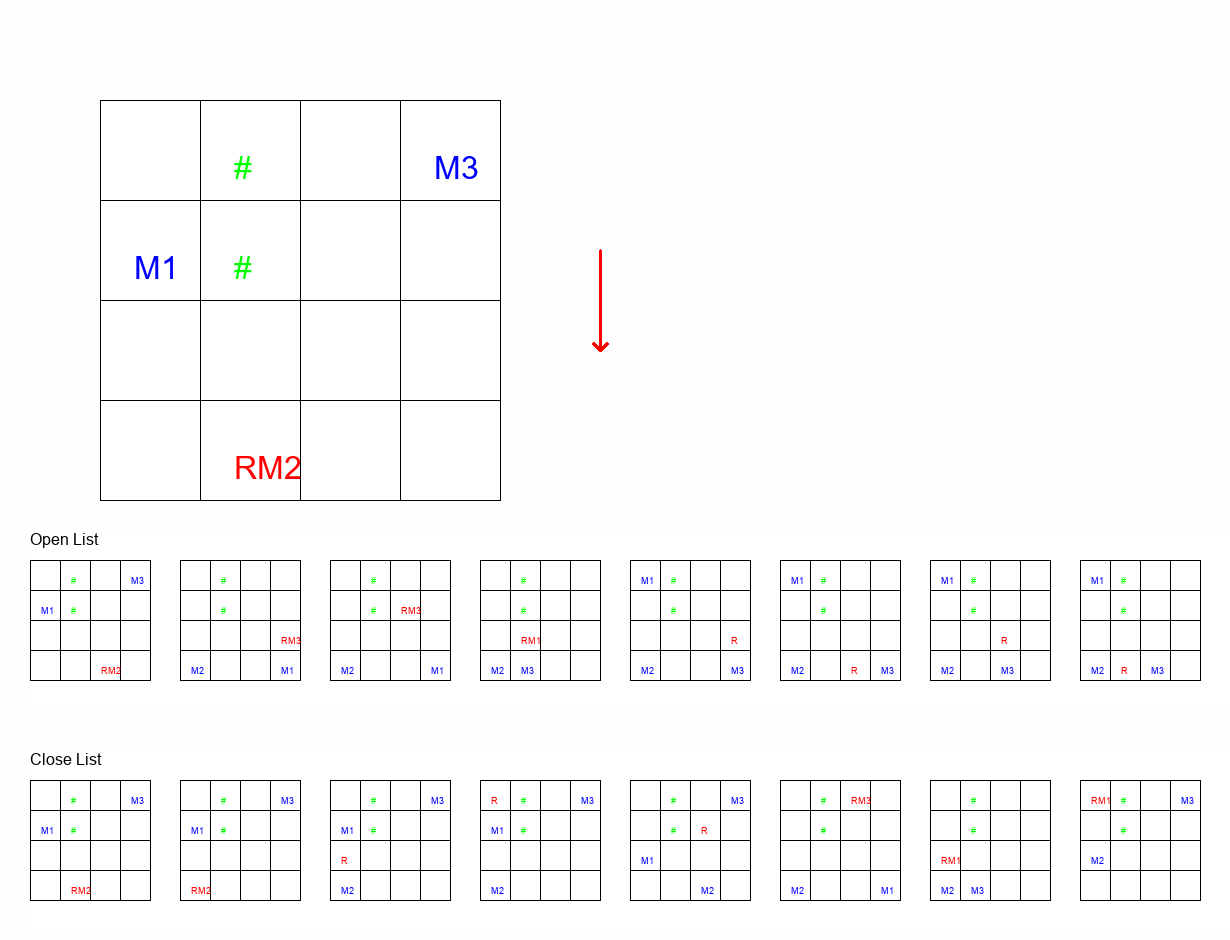 # M3
M1 #
RM2
Open List
# M3 # # # M1 # M1 # M1 # M1 #
M1 # # # RM3 # # # # #
RM3 RM1 R R
RM2 M2 M1 M2 M1 M2 M3 M2 M3 M2 R M3 M2 M3 M2 R M3
Close List
# M3 # M3 # M3 R # M3 # M3 # RM3 # RM1 # M3
M1 # M1 # M1 # M1 # # R # # #
R M1 RM1 M2
RM2 RM2 M2 M2 M2 M2 M1 M2 M3